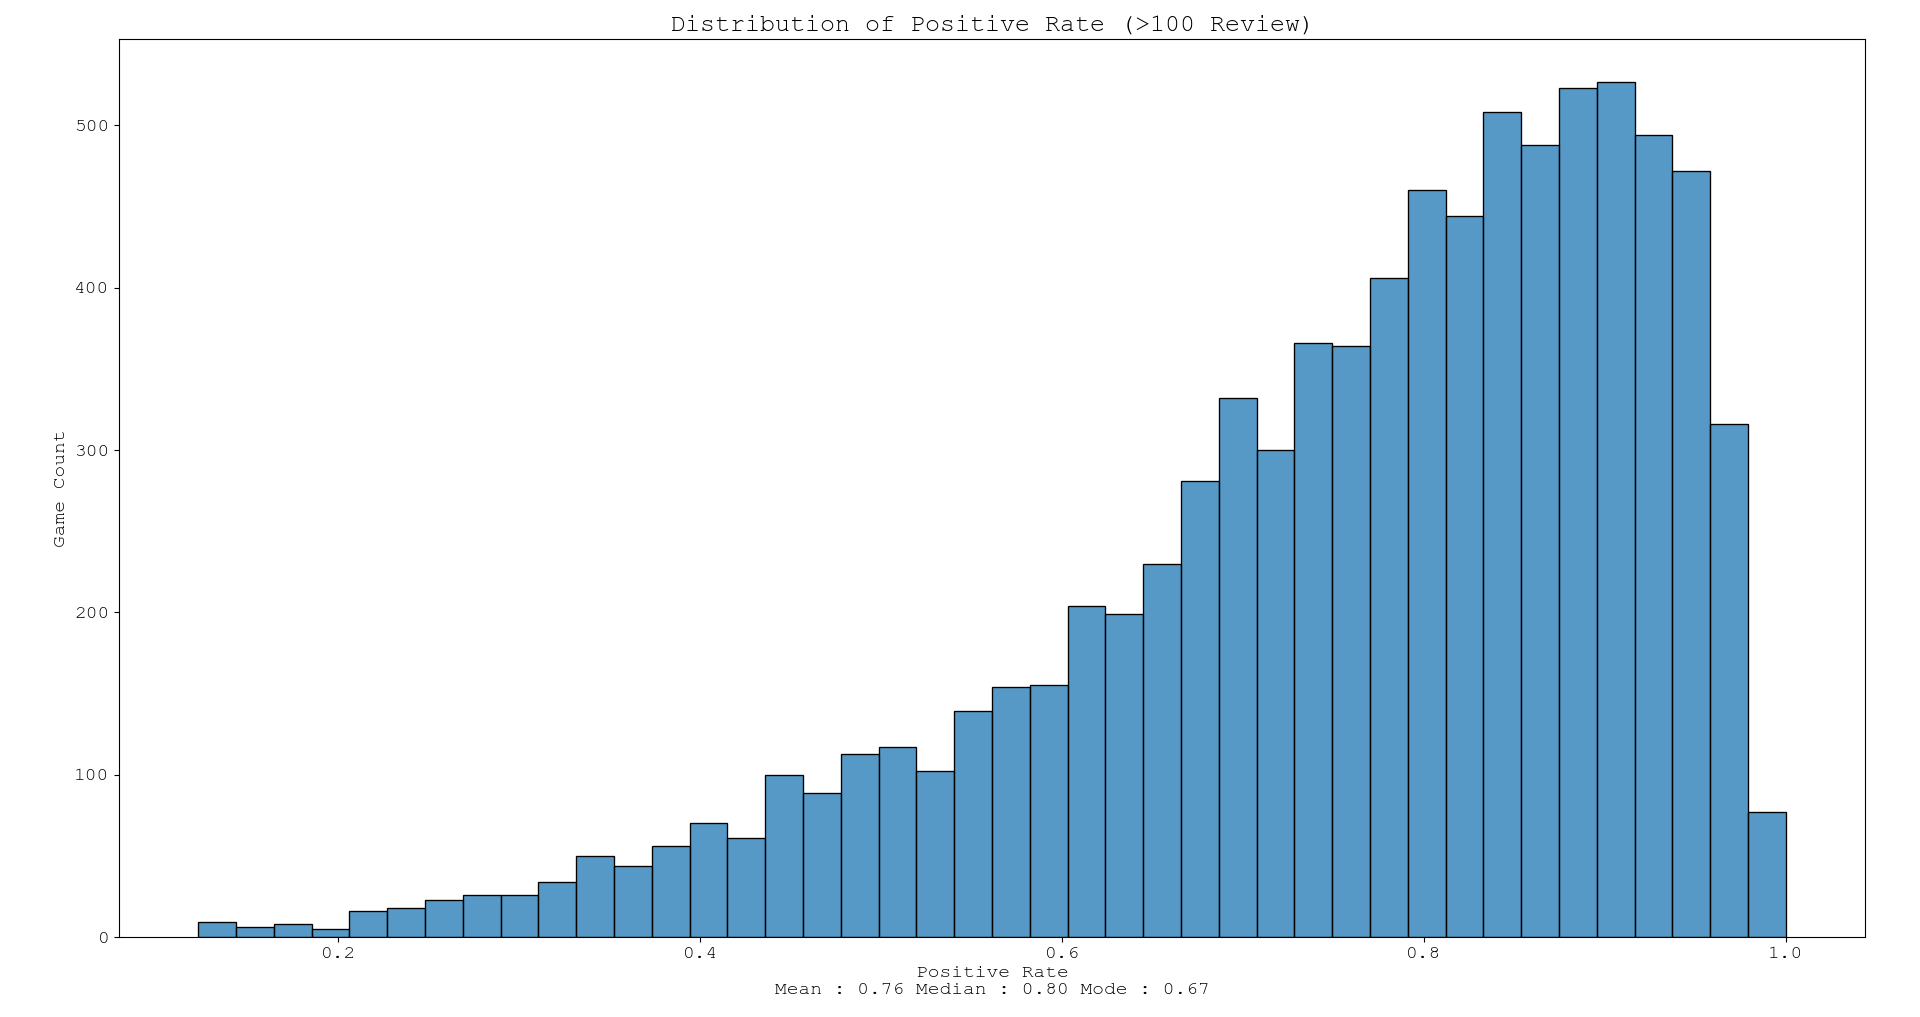 Distribution of Positive Rate (>100 Review)
500
400
300
200
100
0
Game Count
0.2 0.4 0.6 0.8 1.0
Positive Rate
Mean : 0.76 Median : 0.80 Mode : 0.67